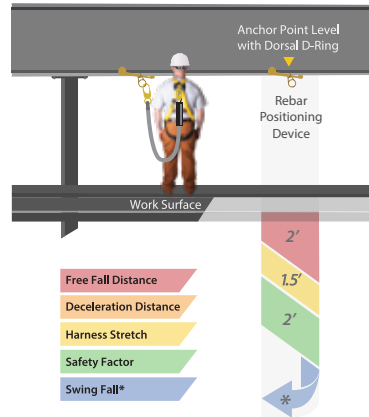 Anchor Point Level
with Dorsal D-Ring
Rebar
Positioning
Device
Work Surface
2'
1.5'
2'
*
Free Fall Distance
Deceleration Distance
Harness Stretch
Safety Factor
Swing Fall*